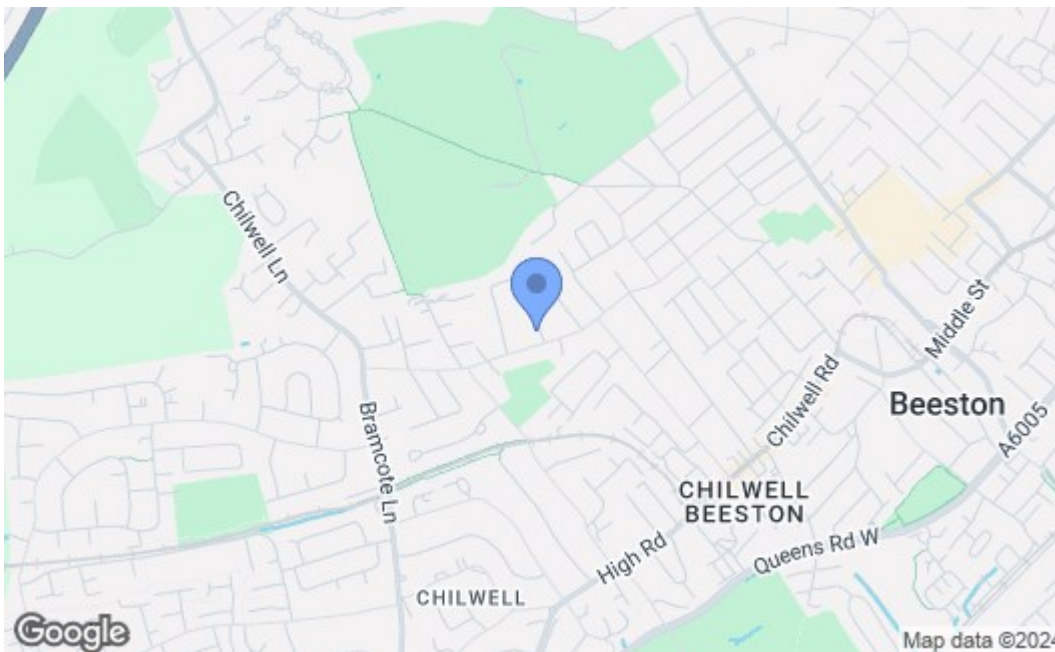 Chilwell Ln
Middle St
Chilwell Rd
Beeston
Bramcote Ln
A6005
CHILWELL
BEESTON
High Rd
Queens Rd W
CHILWELL
Google
Map data ©2024